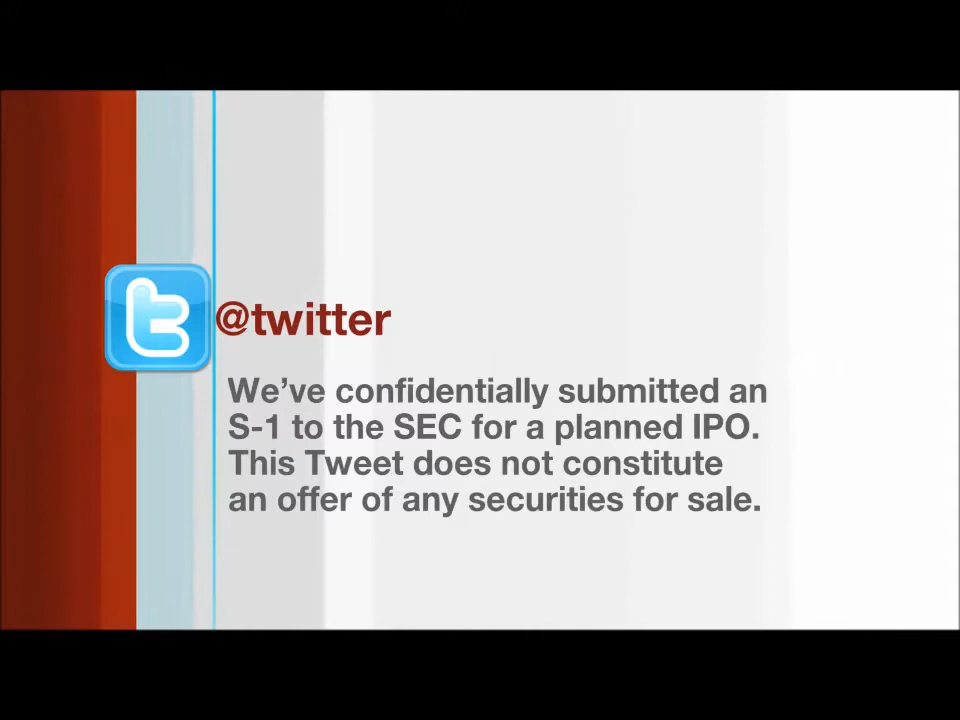 @twitter
We’ve confidentially submitted an
S-1 to the SEC for a planned IPO.
This Tweet does not constitute
an offer of any securities for sale.